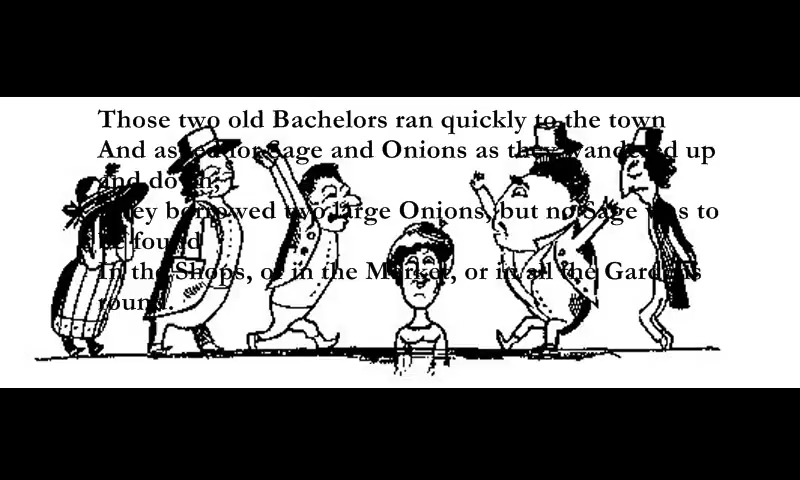 Those two old Bachelors ran quickly to the town
And asked for Sage and Onions as they wandered up
and down;
They borrowed two large Onions, but no Sage was to
be found
In the Shops, or in the Market, or in all the Gardens
round.